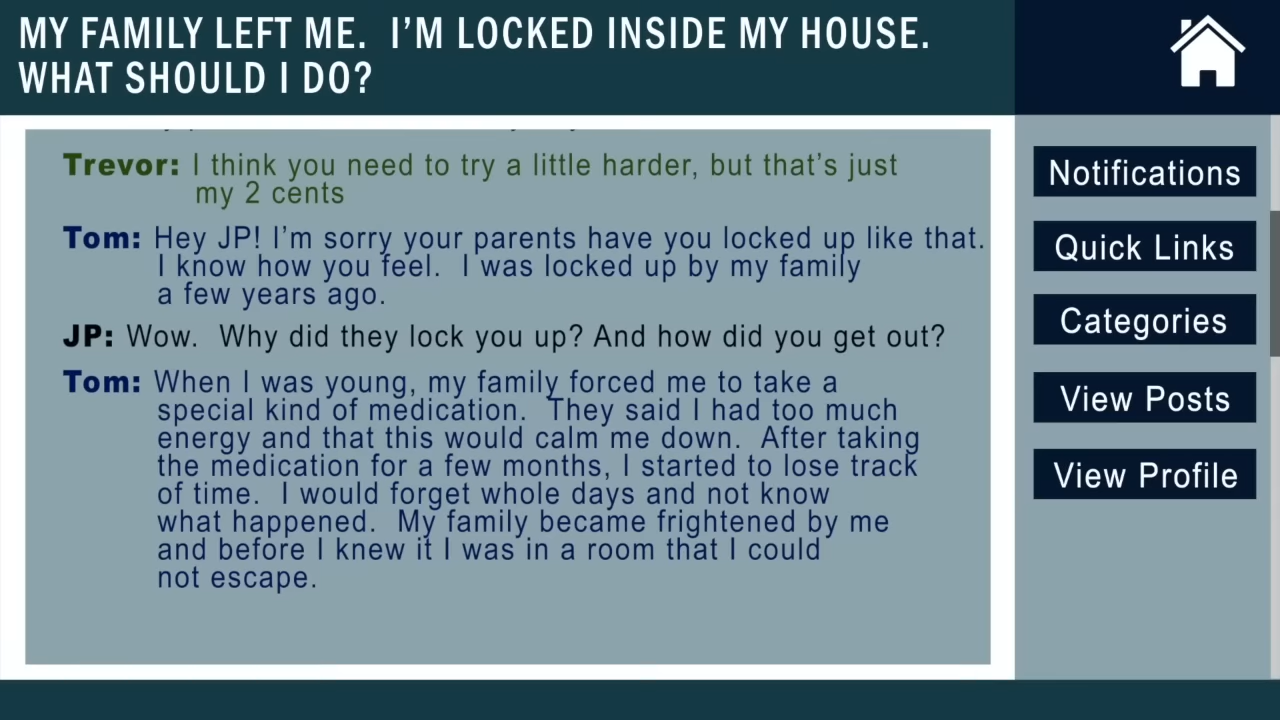 MY FAMILY LEFT ME. I'M LOCKED INSIDE MY HOUSE.
WHAT SHOULD I DO?
Trevor: I think you need to try a little harder, but that's just
my 2 cents
Tom: Hey JP! I'm sorry your parents have you locked up like that.
I know how you feel. I was locked up by my family
a few years ago.
JP: Wow. Why did they lock you up? And how did you get out?
Tom: When I was young, my family forced me to take a
special kind of medication. They said I had too much
energy and that this would calm me down. After taking
the medication for a few months, I started to lose track
of time. I would forget whole days and not know
what happened. My family became frightened by me
and before I knew it I was in a room that I could
not escape.
Notifications
Quick Links
Categories
View Posts
View Profile